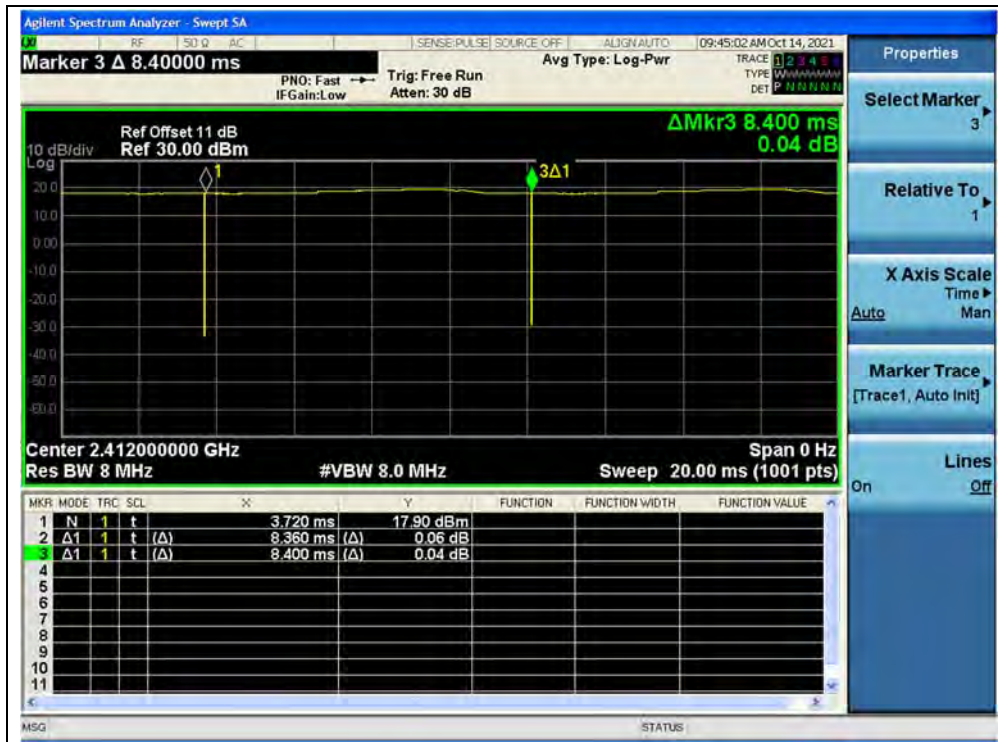 Agilent Spectrum Analyzer - Swept SA
RF 50 Ω AC SENSE:PULSE SOURCE OFF ALIGNAUTO 09:45:02 AM Oct 14, 2021
Marker 3 Δ 8.40000 ms
PNO: Fast
IFGain:Low
Trig: Free Run
Atten: 30 dB
Avg Type: Log-Pwr
TRACE 1 2 3 4 5 6
TYPE
DET P N N N N N
ΔMkr3 8.400 ms
0.04 dB
Ref Offset 11 dB
Ref 30.00 dBm
10 dB/div
Log
1
3Δ1
20.0
10.0
0.00
-10.0
-20.0
-30.0
-40.0
-50.0
-60.0
Center 2.412000000 GHz Span 0 Hz
Res BW 8 MHz #VBW 8.0 MHz Sweep 20.00 ms (1001 pts)
MKR MODE TRC SCL X Y FUNCTION FUNCTION WIDTH FUNCTION VALUE
1 N 1 t 3.720 ms 17.90 dBm
2 Δ1 1 t (Δ) 8.360 ms (Δ) 0.06 dB
3 Δ1 1 t (Δ) 8.400 ms (Δ) 0.04 dB
4
5
6
7
8
9
10
11
MSG STATUS
Properties
Select Marker
3
Relative To
1
X Axis Scale
Time
Auto Man
Marker Trace
[Trace1, Auto Init]
Lines
On Off